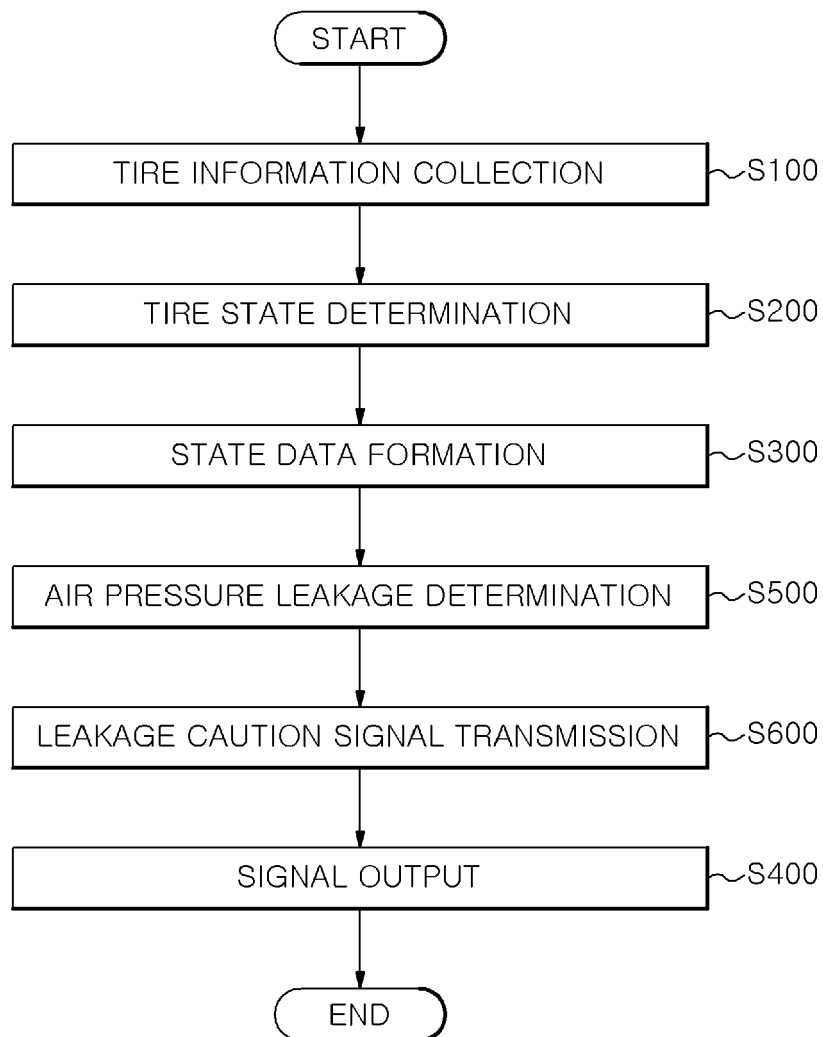 START
TIRE INFORMATION COLLECTION S100
TIRE STATE DETERMINATION S200
STATE DATA FORMATION S300
AIR PRESSURE LEAKAGE DETERMINATION S500
LEAKAGE CAUTION SIGNAL TRANSMISSION S600
SIGNAL OUTPUT S400
END